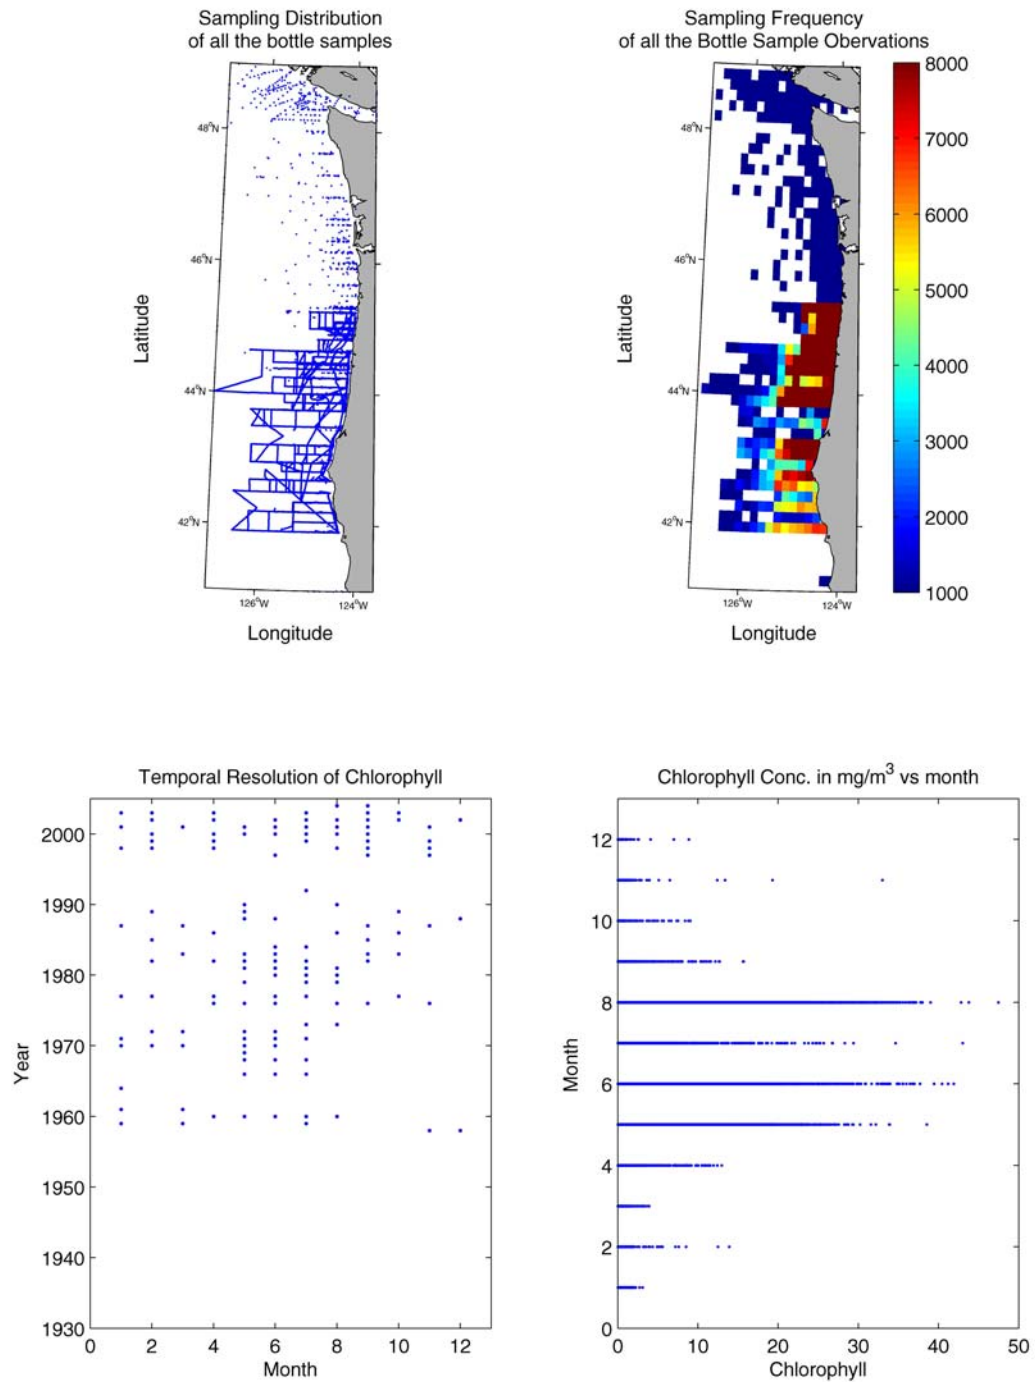 Sampling Distribution
of all the bottle samples
Sampling Frequency
of all the Bottle Sample Obervations
48°N
46°N
44°N
42°N
126°W
124°W
Latitude
Longitude
48°N
46°N
44°N
42°N
126°W
124°W
Latitude
Longitude
8000
7000
6000
5000
4000
3000
2000
1000
Temporal Resolution of Chlorophyll
2000
1990
1980
1970
1960
1950
1940
1930
Year
0 2 4 6 8 10 12
Month
Chlorophyll Conc. in mg/m³ vs month
12
10
8
6
4
2
0
Month
0 10 20 30 40 50
Chlorophyll